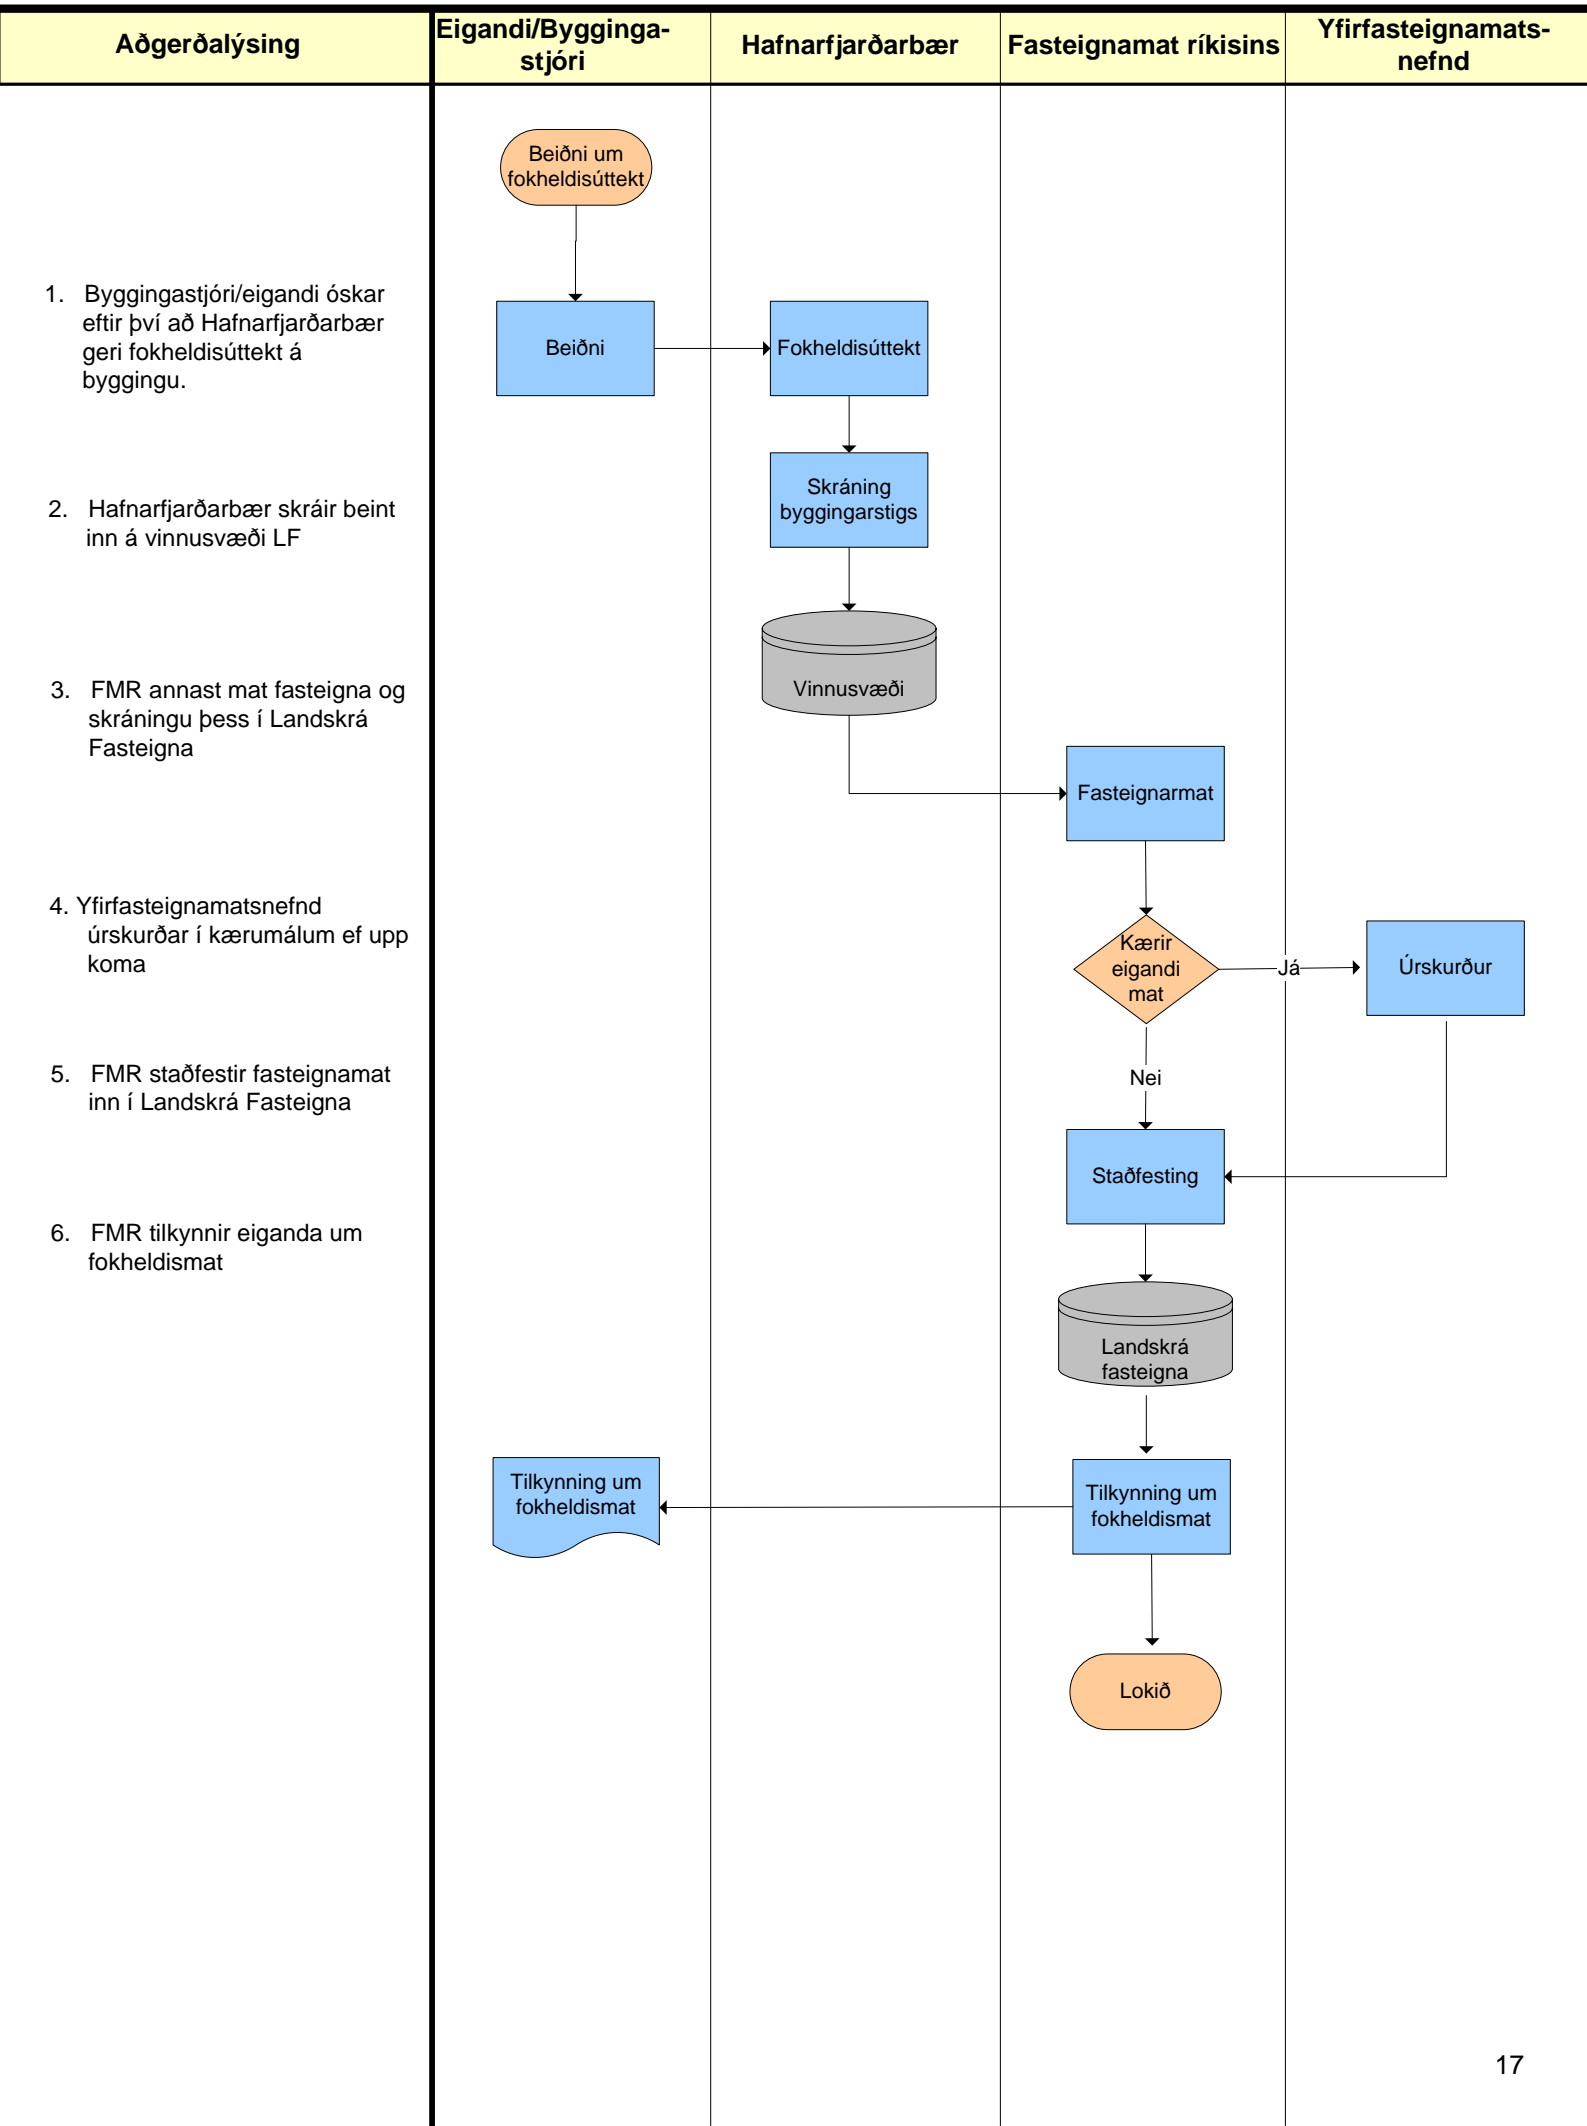 Aðgerðalýsing
Eigandi/Bygginga-
stjóri
Hafnarfjarðarbær
Fasteignamat ríkisins
Yfirfasteignamats-
nefnd
Beiðni um
fokheldisúttekt
1. Byggingastjóri/eigandi óskar
eftir því að Hafnarfjarðarbær
geri fokheldisúttekt á
byggingu.
Beiðni
Fokheldisúttekt
2. Hafnarfjarðarbær skráir beint
inn á vinnusvæði LF
Skráning
byggingarstigs
3. FMR annast mat fasteigna og
skráningu þess í Landskrá
Fasteigna
Vinnusvæði
Fasteignarmat
4. Yfirfasteignamatsnefnd
úrskurðar í kærumálum ef upp
koma
Kærir
eigandi
mat
Já
Úrskurður
5. FMR staðfestir fasteignamat
inn í Landskrá Fasteigna
Nei
Staðfesting
6. FMR tilkynnir eiganda um
fokheldismat
Landskrá
fasteigna
Tilkynning um
fokheldismat
Tilkynning um
fokheldismat
Lokið
17